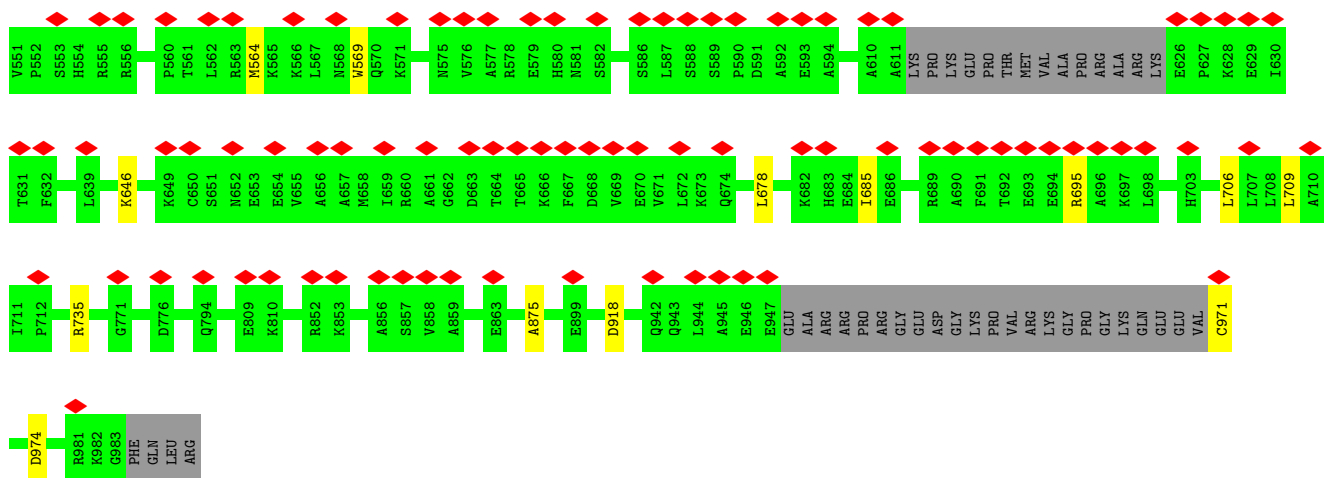 V551 P552 S553 H554 R555 R556 P560 T561 L562 R563 M564 K565 K566 L567 N568 W569 Q570 K571 N575 V576 A577 R578 E579 H580 N581 S582 S586 L587 S588 S589 P590 D591 A592 E593 A594 A610 A611 LYS PRO LYS GLU PRO THR MET VAL ALA PRO ARG ALA ARG LYS E626 P627 K628 E629 I630
T631 F632 L639 K646 K649 C650 S651 N652 E653 E654 V655 A656 A657 M658 I659 R660 A661 G662 D663 T664 T665 K666 F667 D668 V669 E670 V671 L672 K673 Q674 L678 K682 H683 E684 I685 E686 R689 A690 F691 T692 E693 E694 R695 A696 K697 L698 H703 L706 L707 L708 L709 A710
I711 P712 R735 G771 D776 Q794 E809 K810 R852 K853 A856 S857 V858 A859 E863 A875 E899 D918 Q942 Q943 L944 A945 E946 E947 GLU ALA ARG ARG PRO ARG GLY GLU ASP GLY LYS PRO VAL ARG LYS GLY PRO GLY LYS GLN GLU GLU VAL C971
D974 R981 K982 G983 PHE GLN LEU ARG